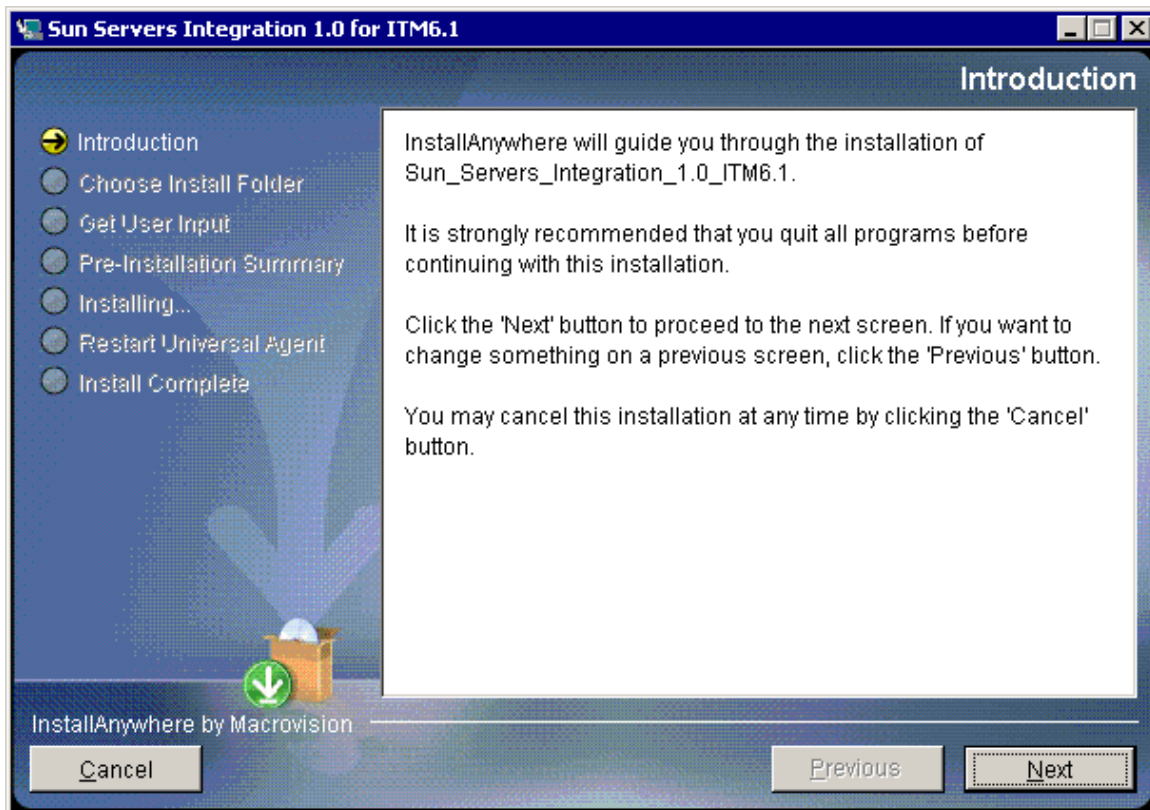 Sun Servers Integration 1.0 for ITM6.1
Introduction
Introduction
Choose Install Folder
Get User Input
Pre-Installation Summary
Installing...
Restart Universal Agent
Install Complete
InstallAnywhere will guide you through the installation of
Sun_Servers_Integration_1.0_ITM6.1.
It is strongly recommended that you quit all programs before
continuing with this installation.
Click the 'Next' button to proceed to the next screen. If you want to
change something on a previous screen, click the 'Previous' button.
You may cancel this installation at any time by clicking the 'Cancel'
button.
InstallAnywhere by Macrovision
Cancel
Previous
Next